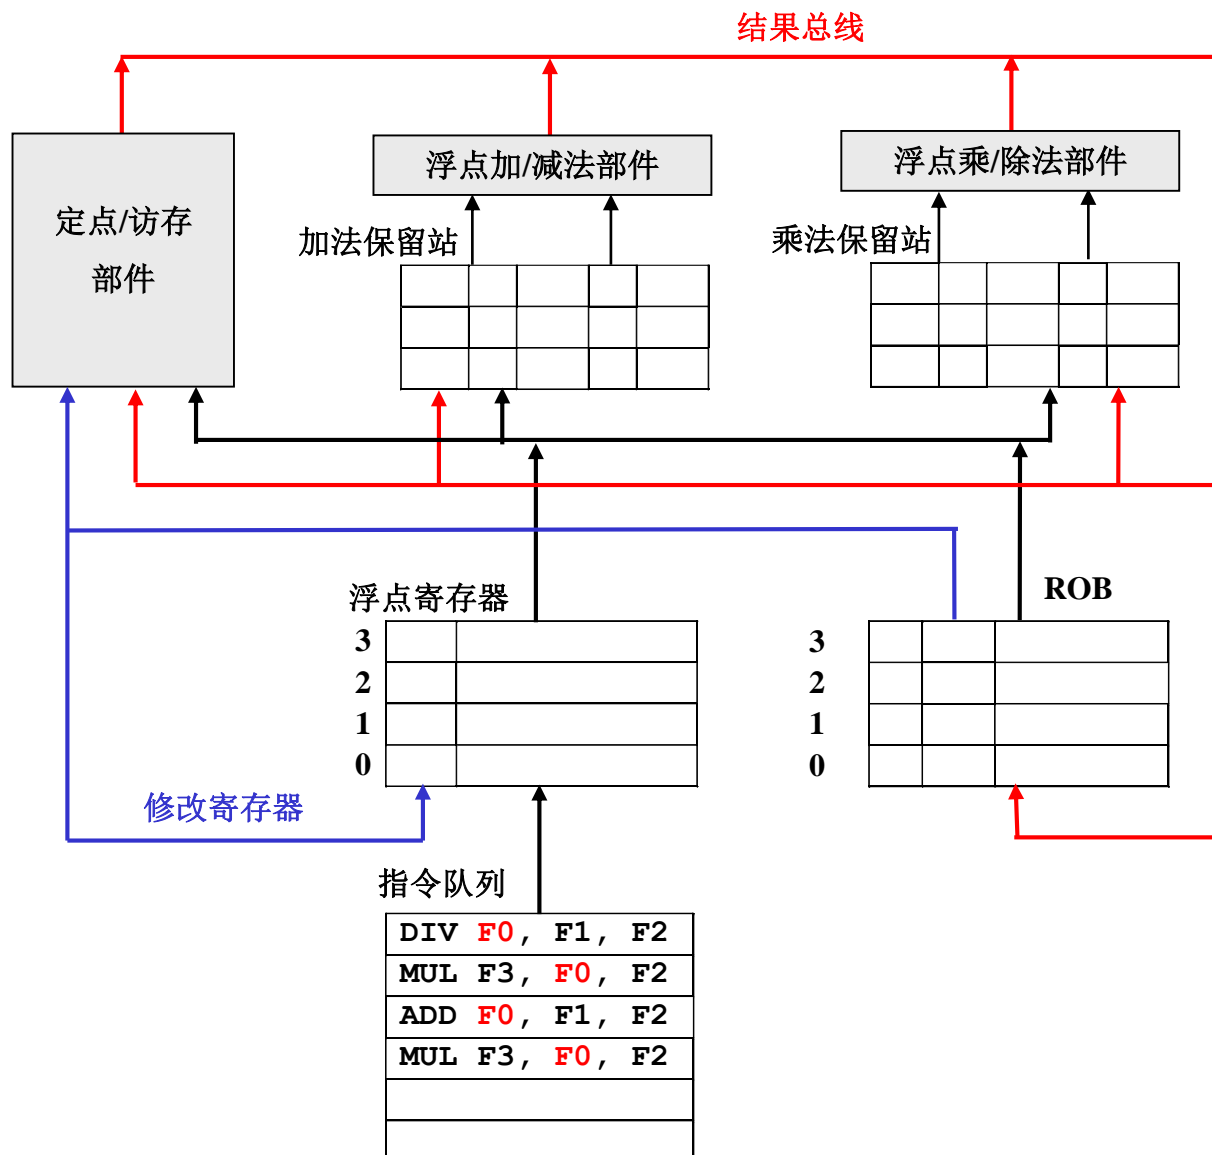 结果总线
定点/访存
部件
浮点加/减法部件
浮点乘/除法部件
加法保留站
乘法保留站
浮点寄存器
ROB
3
2
1
0
3
2
1
0
修改寄存器
指令队列
DIV F0, F1, F2
MUL F3, F0, F2
ADD F0, F1, F2
MUL F3, F0, F2